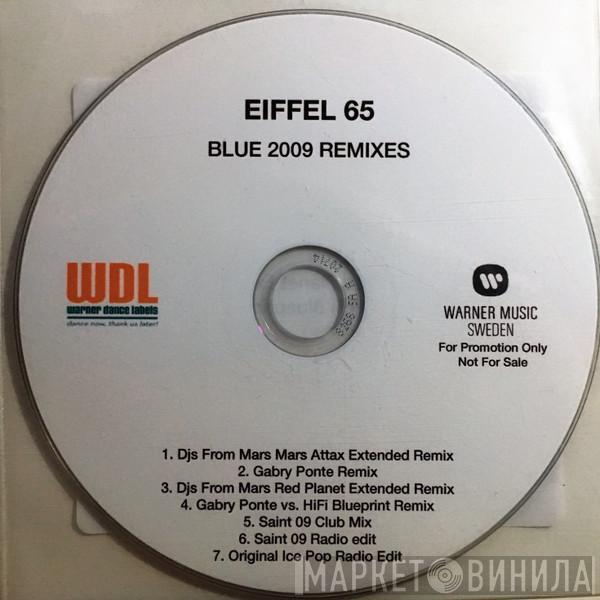 EIFFEL 65
BLUE 2009 REMIXES
WDL
warner dance labels
dance now, thank us later!
WARNER MUSIC
SWEDEN
For Promotion Only
Not For Sale
1. Djs From Mars Mars Attax Extended Remix
2. Gabry Ponte Remix
3. Djs From Mars Red Planet Extended Remix
4. Gabry Ponte vs. HiFi Blueprint Remix
5. Saint 09 Club Mix
6. Saint 09 Radio edit
7. Original Ice Pop Radio Edit
МАРКЕТ ВИНИЛА